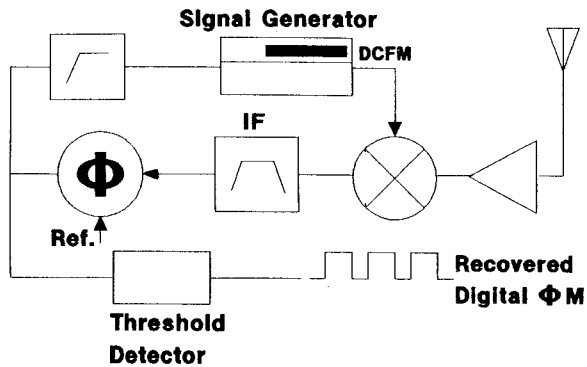 Signal Generator
DCFM
IF
Φ
Ref.
Recovered
Digital ΦM
Threshold
Detector